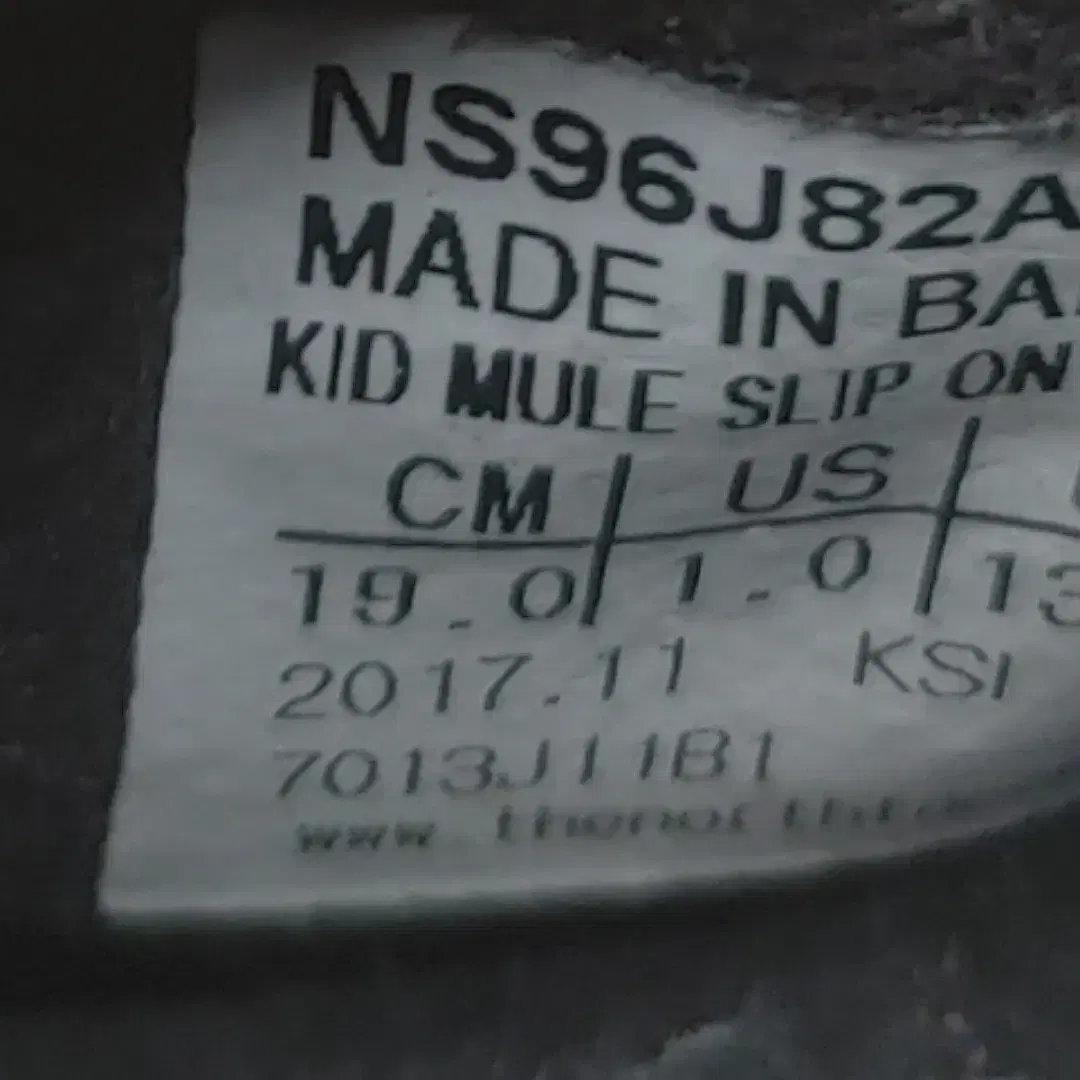 NS96J82A
MADE IN BA
KID MULE SLIP ON
CM US
19.0 1.0 13
2017.11 KSI
7013J11B1
www.